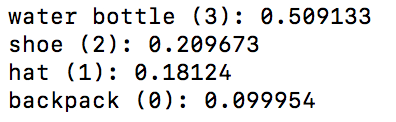 water bottle (3): 0.509133
shoe (2): 0.209673
hat (1): 0.18124
backpack (0): 0.099954